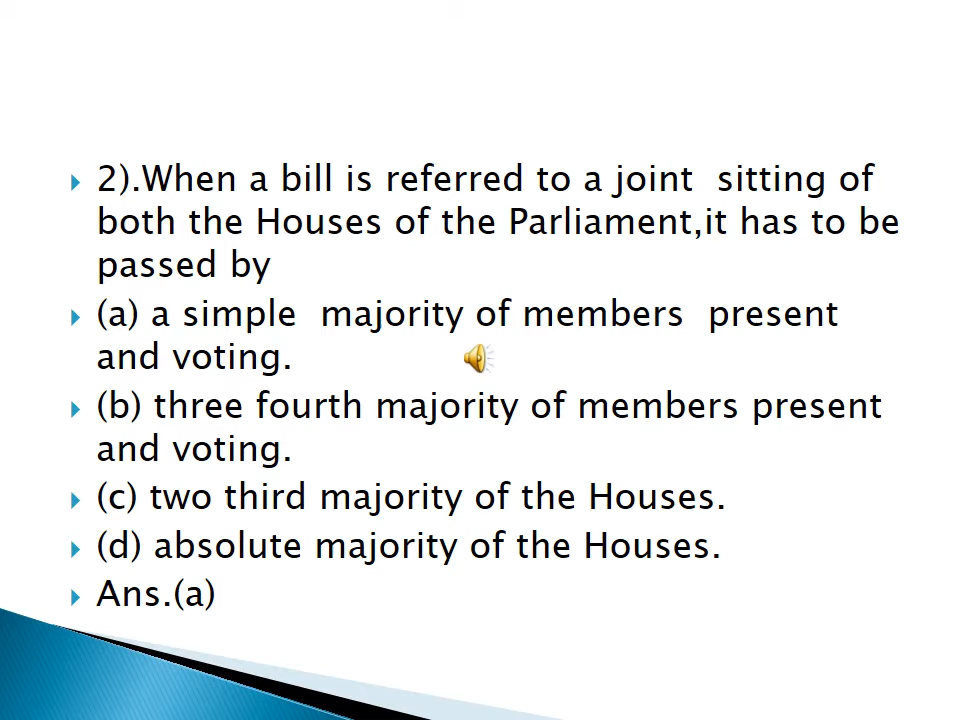 2).When a bill is referred to a joint  sitting of
both the Houses of the Parliament,it has to be
passed by
(a) a simple  majority of members  present
and voting.
(b) three fourth majority of members present
and voting.
(c) two third majority of the Houses.
(d) absolute majority of the Houses.
Ans.(a)